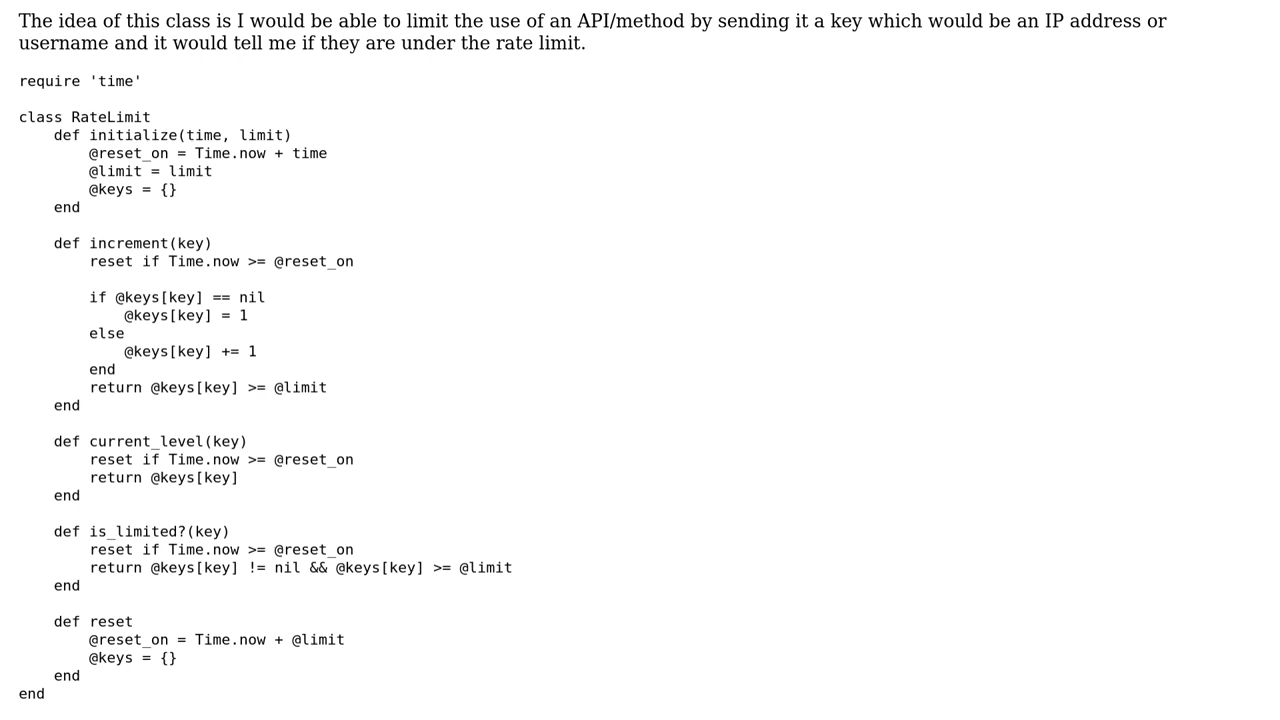 The idea of this class is I would be able to limit the use of an API/method by sending it a key which would be an IP address or
username and it would tell me if they are under the rate limit.
require 'time'
class RateLimit
    def initialize(time, limit)
        @reset_on = Time.now + time
        @limit = limit
        @keys = {}
    end
    def increment(key)
        reset if Time.now >= @reset_on
        if @keys[key] == nil
            @keys[key] = 1
        else
            @keys[key] += 1
        end
        return @keys[key] >= @limit
    end
    def current_level(key)
        reset if Time.now >= @reset_on
        return @keys[key]
    end
    def is_limited?(key)
        reset if Time.now >= @reset_on
        return @keys[key] != nil && @keys[key] >= @limit
    end
    def reset
        @reset_on = Time.now + @limit
        @keys = {}
    end
end